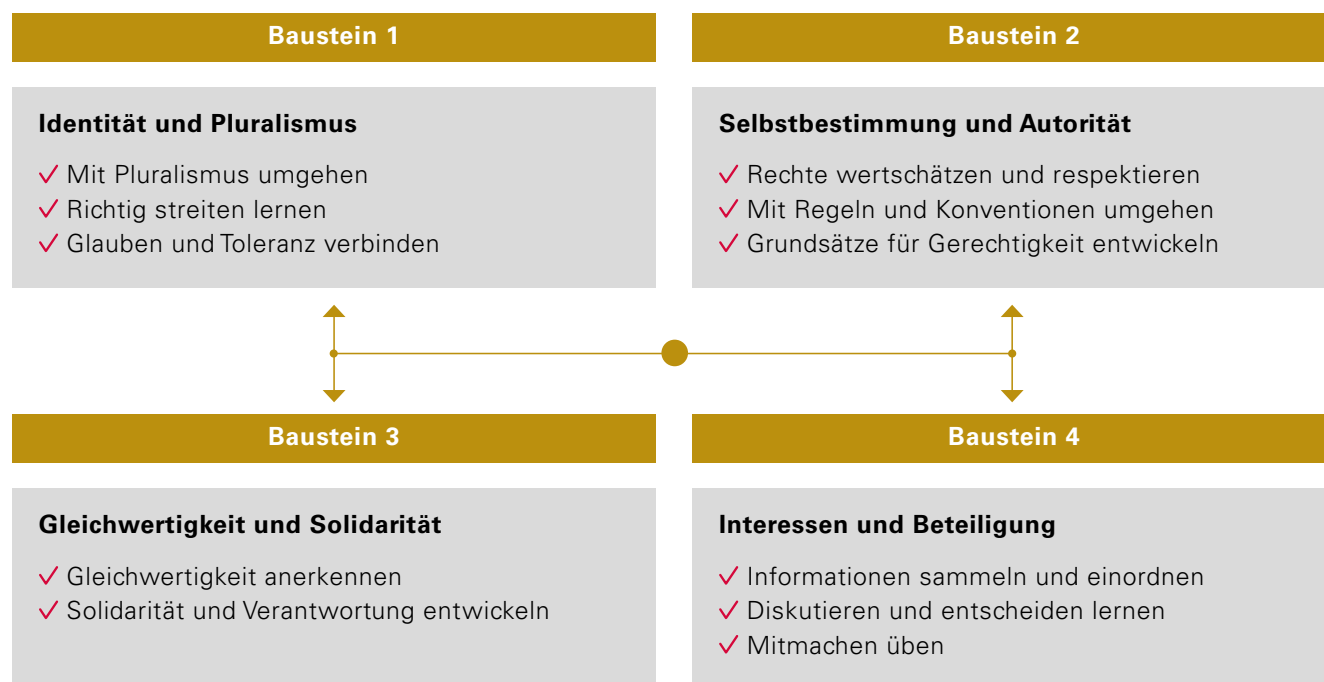 Baustein 1
Identität und Pluralismus
✓ Mit Pluralismus umgehen
✓ Richtig streiten lernen
✓ Glauben und Toleranz verbinden
Baustein 2
Selbstbestimmung und Autorität
✓ Rechte wertschätzen und respektieren
✓ Mit Regeln und Konventionen umgehen
✓ Grundsätze für Gerechtigkeit entwickeln
Baustein 3
Gleichwertigkeit und Solidarität
✓ Gleichwertigkeit anerkennen
✓ Solidarität und Verantwortung entwickeln
Baustein 4
Interessen und Beteiligung
✓ Informationen sammeln und einordnen
✓ Diskutieren und entscheiden lernen
✓ Mitmachen üben